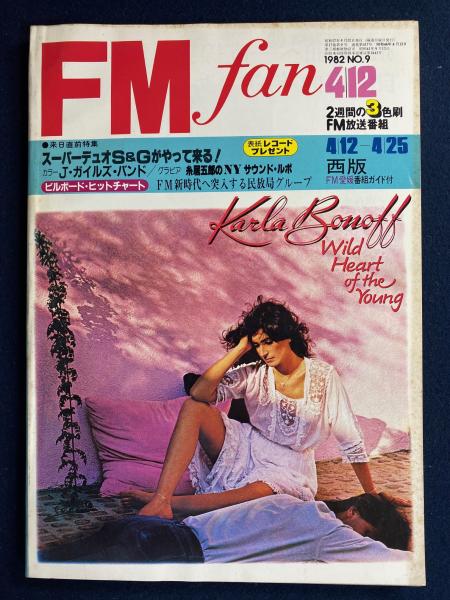 FM fan
1982 NO.9
4|12
2週間の3色刷
FM放送番組
●来日直前特集
スーパーデュオS&Gがやって来る!
表紙レコード
プレゼント
カラーJ・ガイルズ・バンド/グラビア 糸居五郎のNYサウンド・ルポ
ビルボード・ヒットチャート
FM新時代へ突入する民放局グループ
4|12—4|25
西版
FM愛媛番組ガイド付
Karla Bonoff
Wild
Heart
of the
Young